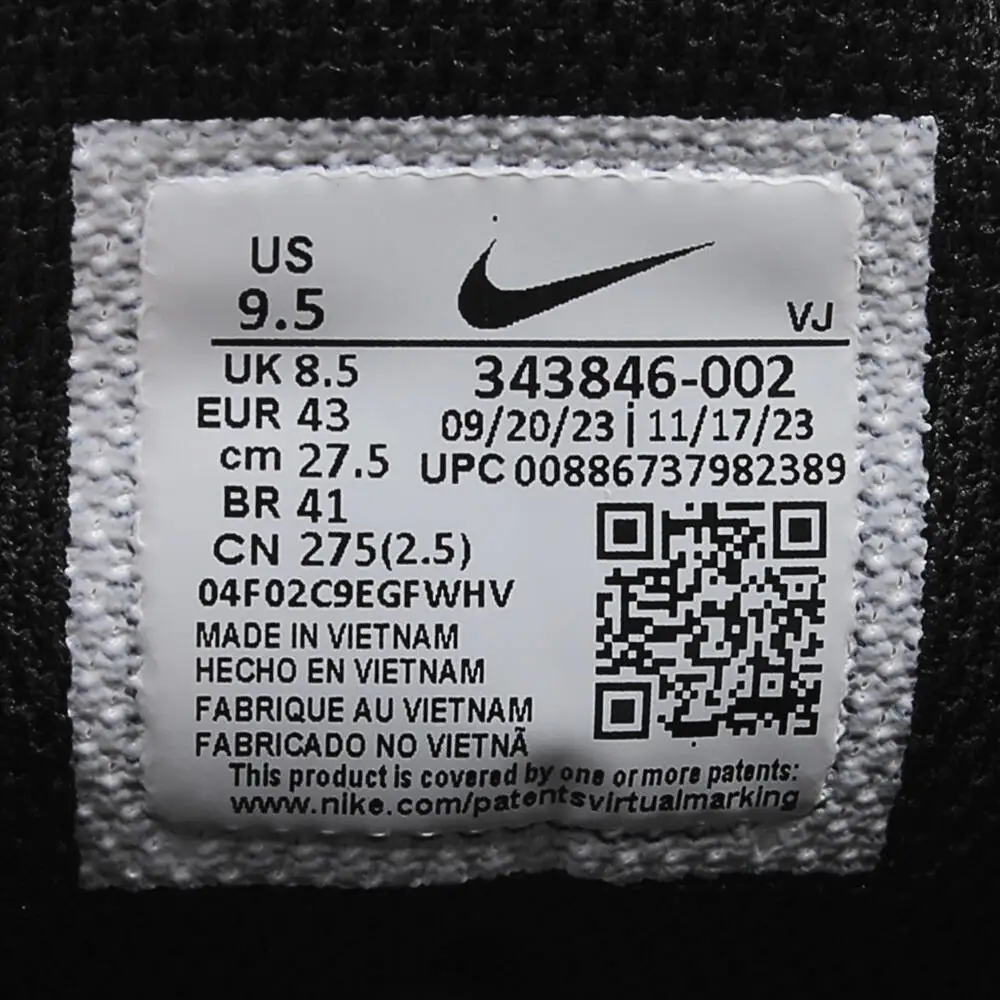 US
9.5
VJ
UK 8.5
EUR 43
cm 27.5
BR 41
CN 275(2.5)
343846-002
09/20/23 | 11/17/23
UPC 00886737982389
04F02C9EGFWHV
MADE IN VIETNAM
HECHO EN VIETNAM
FABRIQUE AU VIETNAM
FABRICADO NO VIETNÃ
This product is covered by one or more patents:
www.nike.com/patentsvirtualmarking